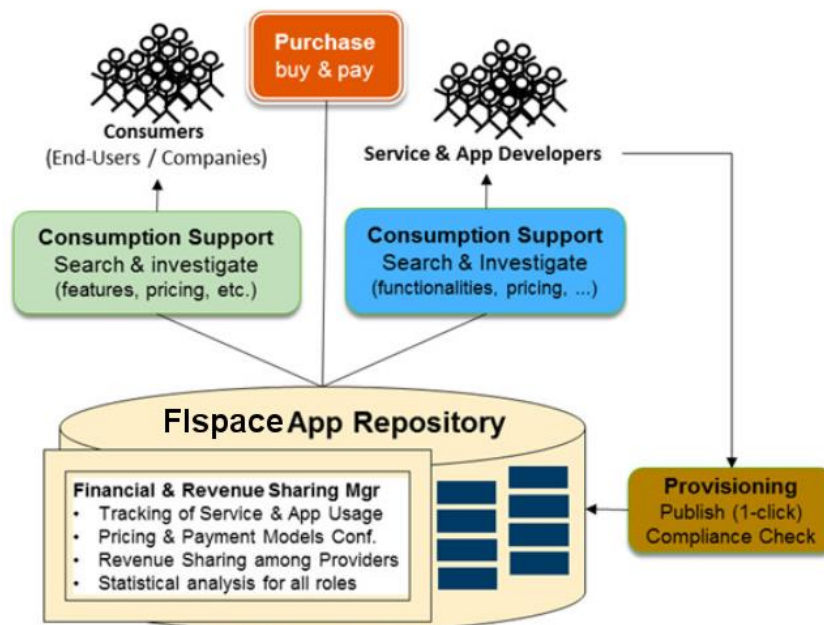 Purchase
buy & pay
Consumers
(End-Users / Companies)
Service & App Developers
Consumption Support
Search & investigate
(features, pricing, etc.)
Consumption Support
Search & Investigate
(functionalities, pricing, ...)
FIspace App Repository
Financial & Revenue Sharing Mgr
• Tracking of Service & App Usage
• Pricing & Payment Models Conf.
• Revenue Sharing among Providers
• Statistical analysis for all roles
Provisioning
Publish (1-click)
Compliance Check